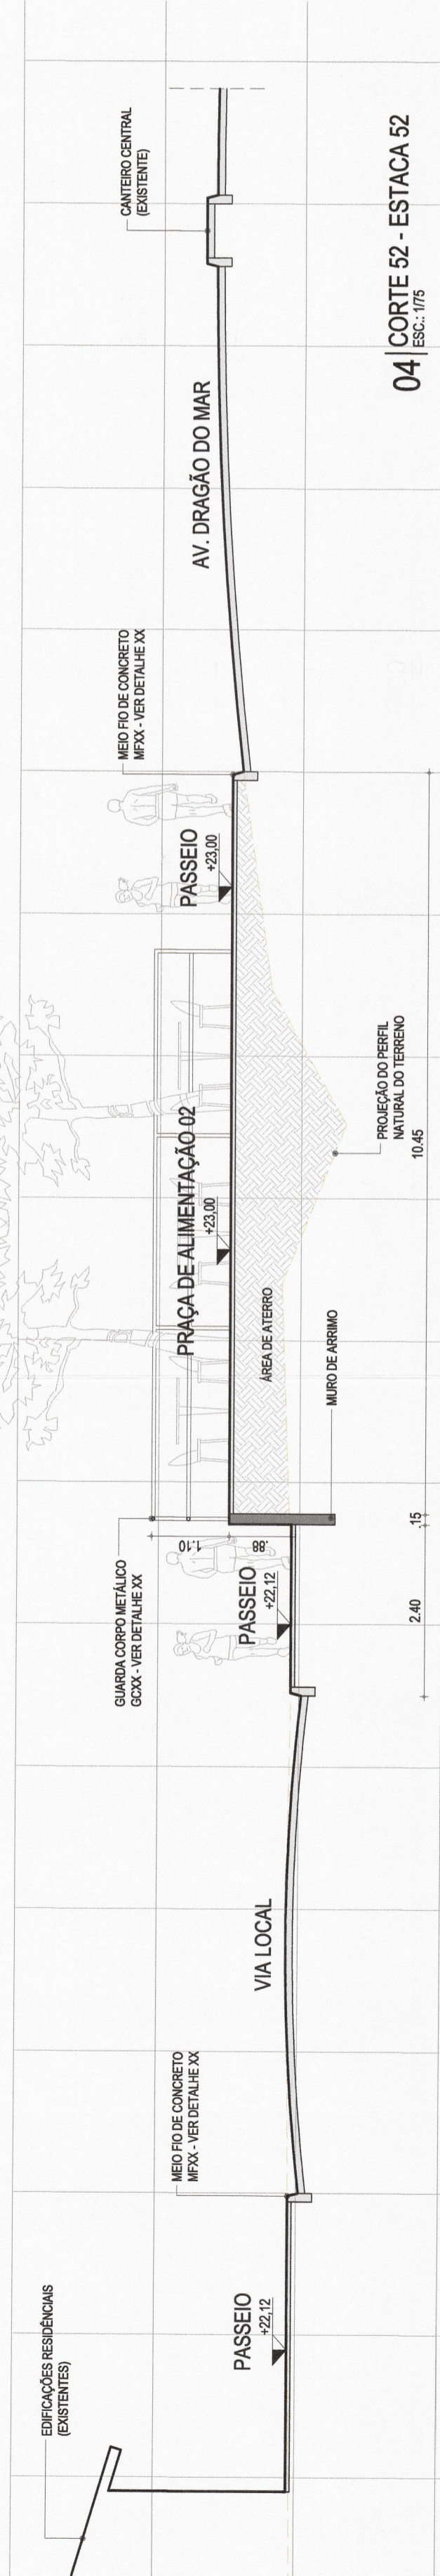 EDIFICAÇÕES RESIDÊNCIAIS
(EXISTENTES)
PASSEIO
+22,12
MEIO FIO DE CONCRETO
MFXX - VER DETALHE XX
VIA LOCAL
GUARDA CORPO METÁLICO
GCXX - VER DETALHE XX
PASSEIO
+22,12
1.10
.88
2.40
.15
10.45
MURO DE ARRIMO
ÁREA DE ATERRO
PRAÇA DE ALIMENTAÇÃO 02
+23,00
PROJEÇÃO DO PERFIL
NATURAL DO TERRENO
PASSEIO
+23,00
MEIO FIO DE CONCRETO
MFXX - VER DETALHE XX
AV. DRAGÃO DO MAR
CANTEIRO CENTRAL
(EXISTENTE)
04 CORTE 52 - ESTACA 52
ESC.: 1/75